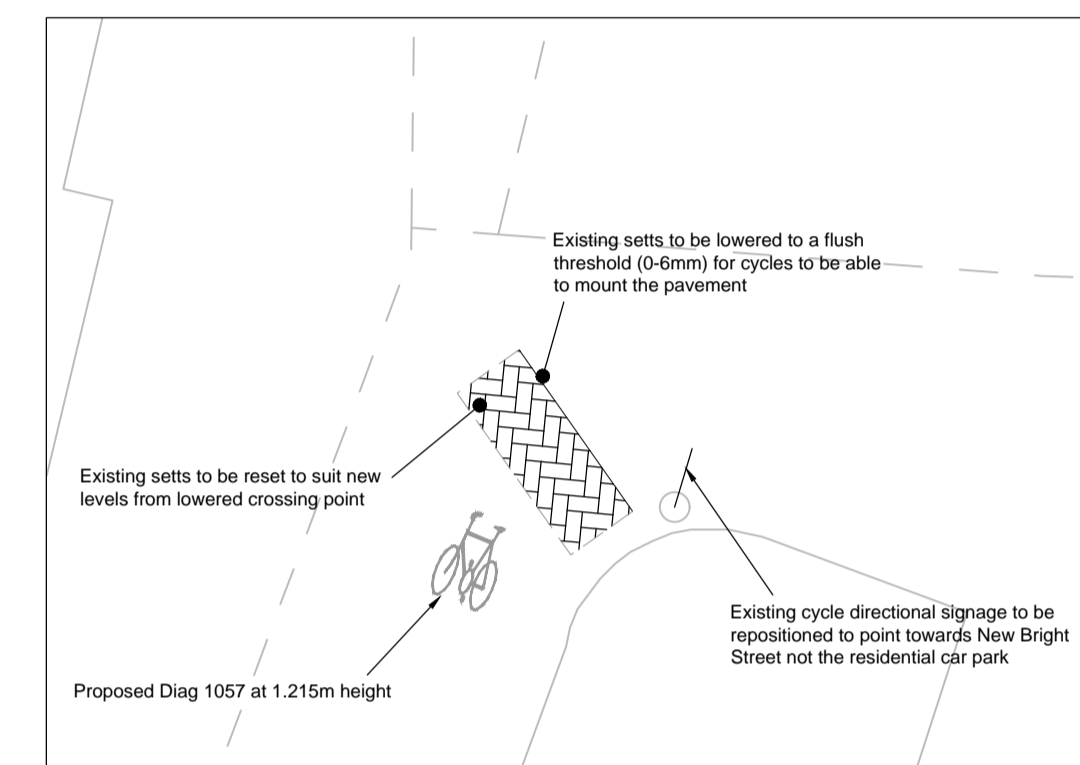 Existing setts to be lowered to a flush
threshold (0-6mm) for cycles to be able
to mount the pavement
Existing setts to be reset to suit new
levels from lowered crossing point
Existing cycle directional signage to be
repositioned to point towards New Bright
Street not the residential car park
Proposed Diag 1057 at 1.215m height